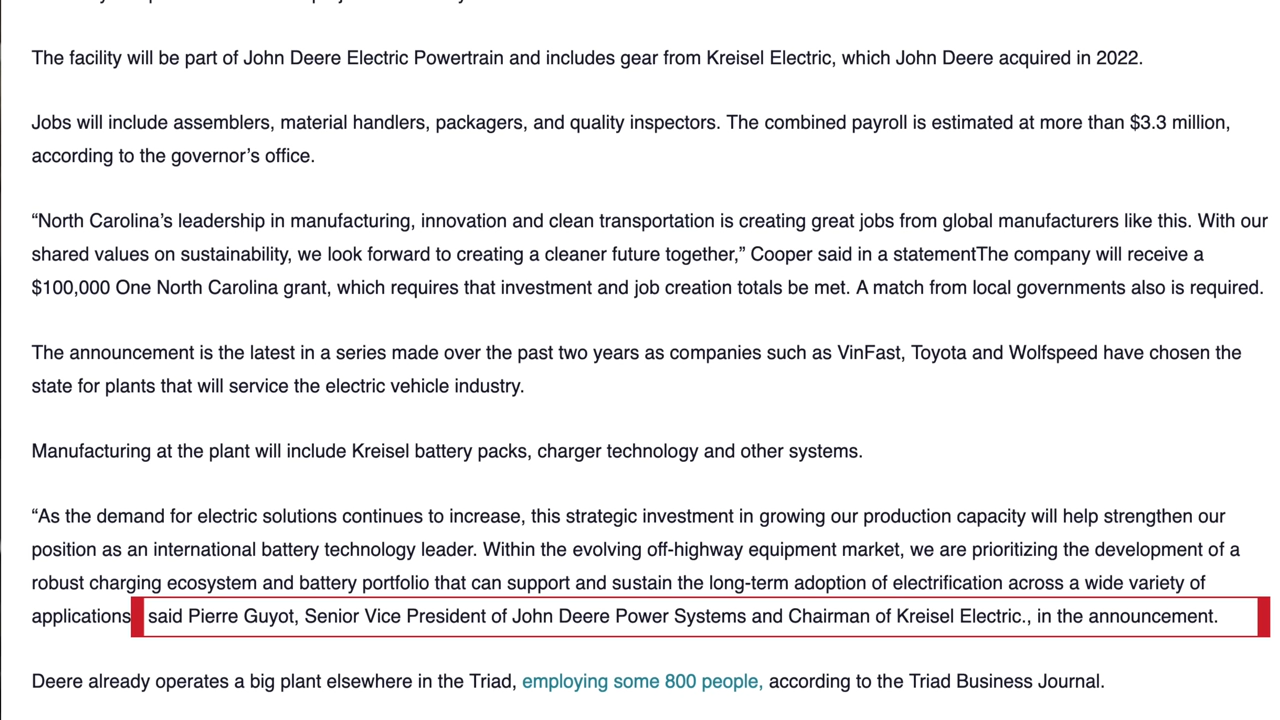 The facility will be part of John Deere Electric Powertrain and includes gear from Kreisel Electric, which John Deere acquired in 2022.
Jobs will include assemblers, material handlers, packagers, and quality inspectors. The combined payroll is estimated at more than $3.3 million,
according to the governor’s office.
“North Carolina’s leadership in manufacturing, innovation and clean transportation is creating great jobs from global manufacturers like this. With our
shared values on sustainability, we look forward to creating a cleaner future together,” Cooper said in a statementThe company will receive a
$100,000 One North Carolina grant, which requires that investment and job creation totals be met. A match from local governments also is required.
The announcement is the latest in a series made over the past two years as companies such as VinFast, Toyota and Wolfspeed have chosen the
state for plants that will service the electric vehicle industry.
Manufacturing at the plant will include Kreisel battery packs, charger technology and other systems.
“As the demand for electric solutions continues to increase, this strategic investment in growing our production capacity will help strengthen our
position as an international battery technology leader. Within the evolving off-highway equipment market, we are prioritizing the development of a
robust charging ecosystem and battery portfolio that can support and sustain the long-term adoption of electrification across a wide variety of
applications said Pierre Guyot, Senior Vice President of John Deere Power Systems and Chairman of Kreisel Electric., in the announcement.
Deere already operates a big plant elsewhere in the Triad, employing some 800 people, according to the Triad Business Journal.